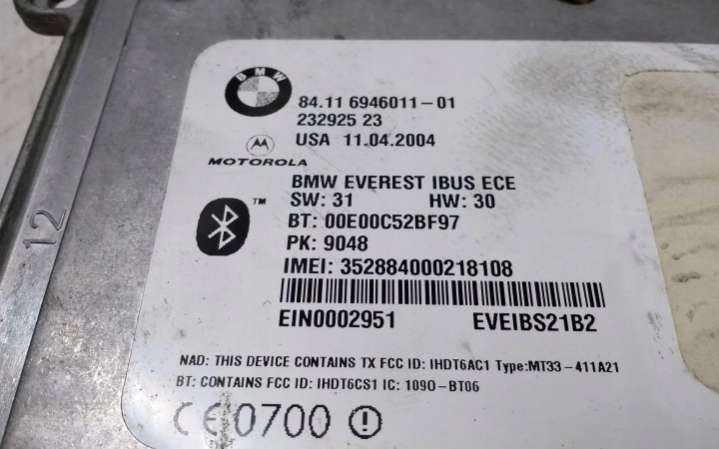 BMW
84.11 6946011-01
232925 23
USA 11.04.2004
MOTOROLA
BMW EVEREST IBUS ECE
SW: 31 HW: 30
TM
BT: 00E00C52BF97
PK: 9048
IMEI: 352884000218108
EIN0002951 EVEIBS21B2
NAD: THIS DEVICE CONTAINS TX FCC ID: IHDT6AC1 Type:MT33-411A21
BT: CONTAINS FCC ID: IHDT6CS1 IC: 109O-BT06
CE0700
12